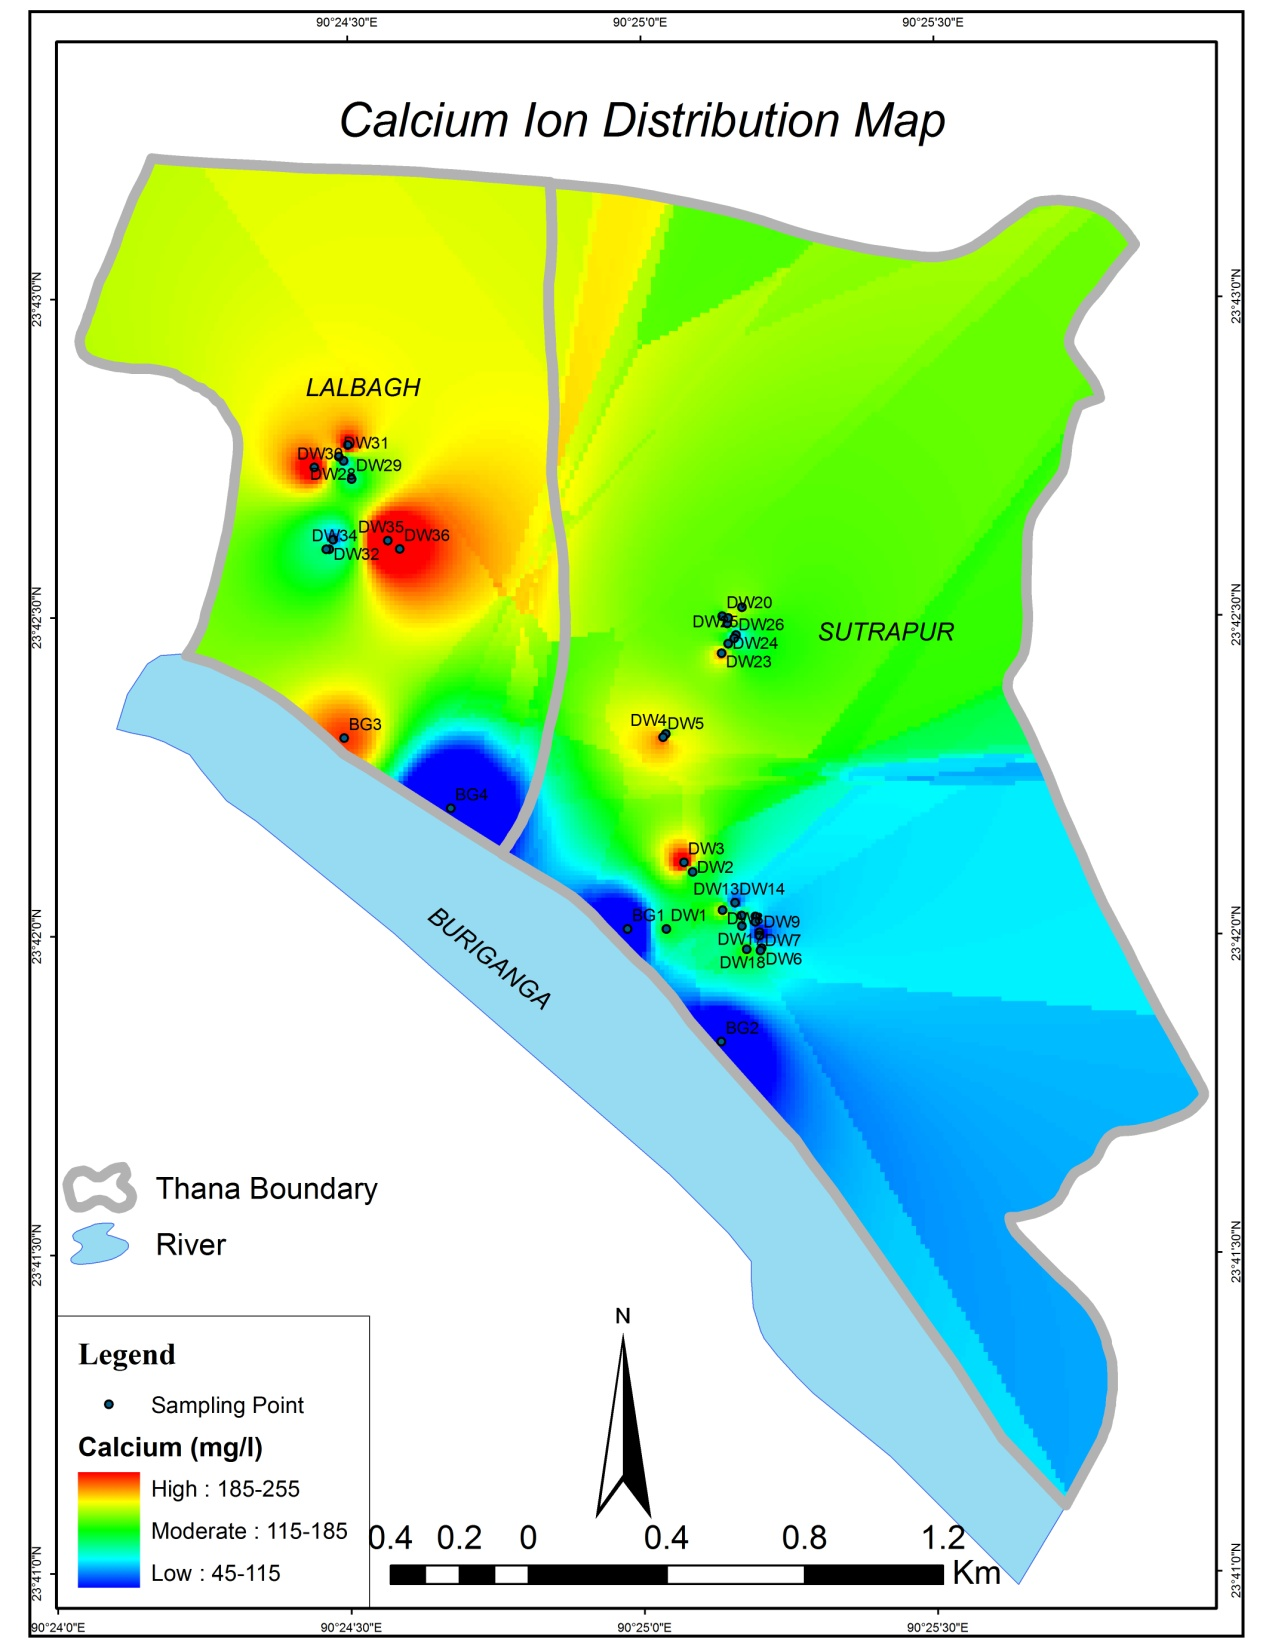 90°24'30"E 90°25'0"E 90°25'30"E
Calcium Ion Distribution Map
23°43'0"N 23°43'0"N
LALBAGH
DW31
DW30
DW29
DW28
DW35
DW34 DW36
DW32
23°42'30"N 23°42'30"N
DW20
DW26
SUTRAPUR
DW24
DW23
DW4 DW5
BG3
BG4
DW3
DW2
DW13 DW14
BG1 DW1
DW9
DW7
DW18 DW6
23°42'0"N 23°42'0"N
BURIGANGA
BG2
Thana Boundary
River
23°41'30"N 23°41'30"N
N
Legend
Sampling Point
Calcium (mg/l)
High : 185-255
Moderate : 115-185
Low : 45-115
0.4 0.2 0 0.4 0.8 1.2
Km
23°41'0"N 23°41'0"N
90°24'0"E 90°24'30"E 90°25'0"E 90°25'30"E